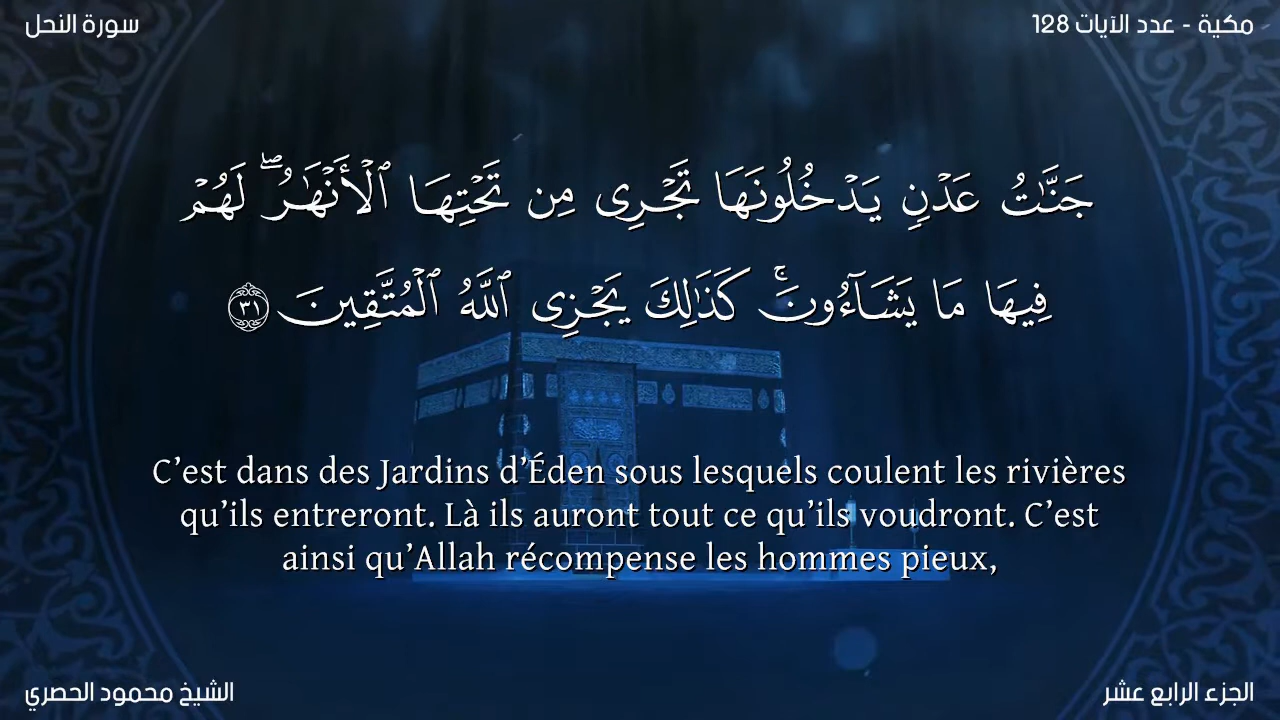 سورة النحل
مكية - عدد الآيات 128
جَنَّٰتُ عَدْنٍ يَدْخُلُونَهَا تَجْرِى مِن تَحْتِهَا ٱلْأَنْهَٰرُ ۖ لَهُمْ
فِيهَا مَا يَشَآءُونَ ۚ كَذَٰلِكَ يَجْزِى ٱللَّهُ ٱلْمُتَّقِينَ ٣١
C’est dans des Jardins d’Éden sous lesquels coulent les rivières
qu’ils entreront. Là ils auront tout ce qu’ils voudront. C’est
ainsi qu’Allah récompense les hommes pieux,
الشيخ محمود الحصري
الجزء الرابع عشر